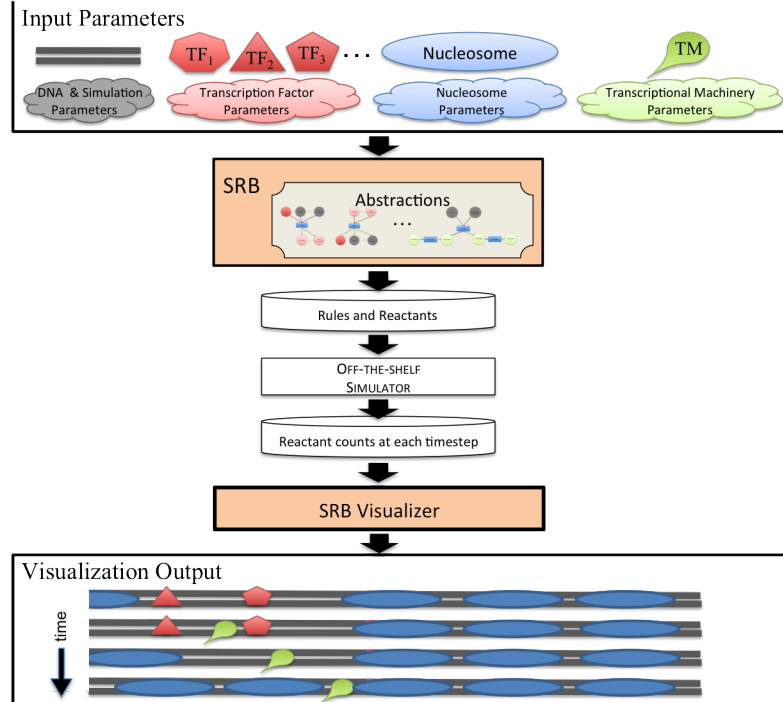 Input Parameters
TF1
TF2
TF3
...
Nucleosome
TM
DNA & Simulation
Parameters
Transcription Factor
Parameters
Nucleosome
Parameters
Transcriptional Machinery
Parameters
SRB
Abstractions
...
Rules and Reactants
OFF-THE-SHELF
SIMULATOR
Reactant counts at each timestep
SRB Visualizer
Visualization Output
time